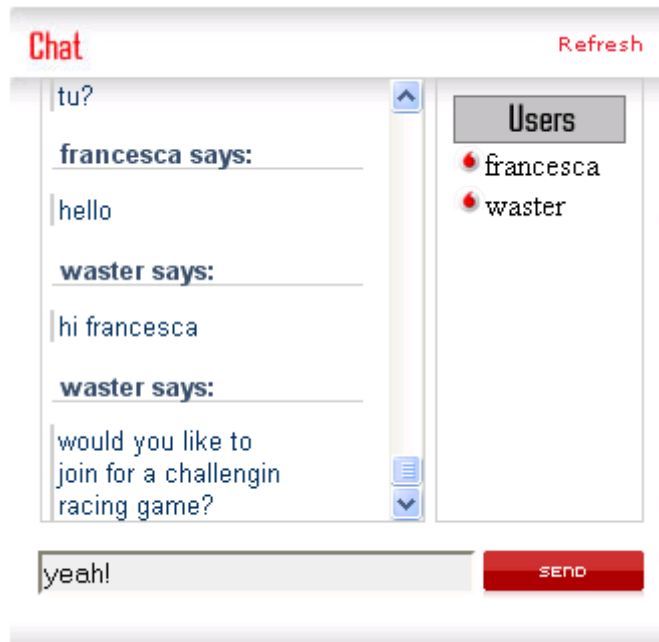 Chat
Refresh
tu?
francesca says:
hello
waster says:
hi francesca
waster says:
would you like to
join for a challengin
racing game?
Users
francesca
waster
yeah!
SEND